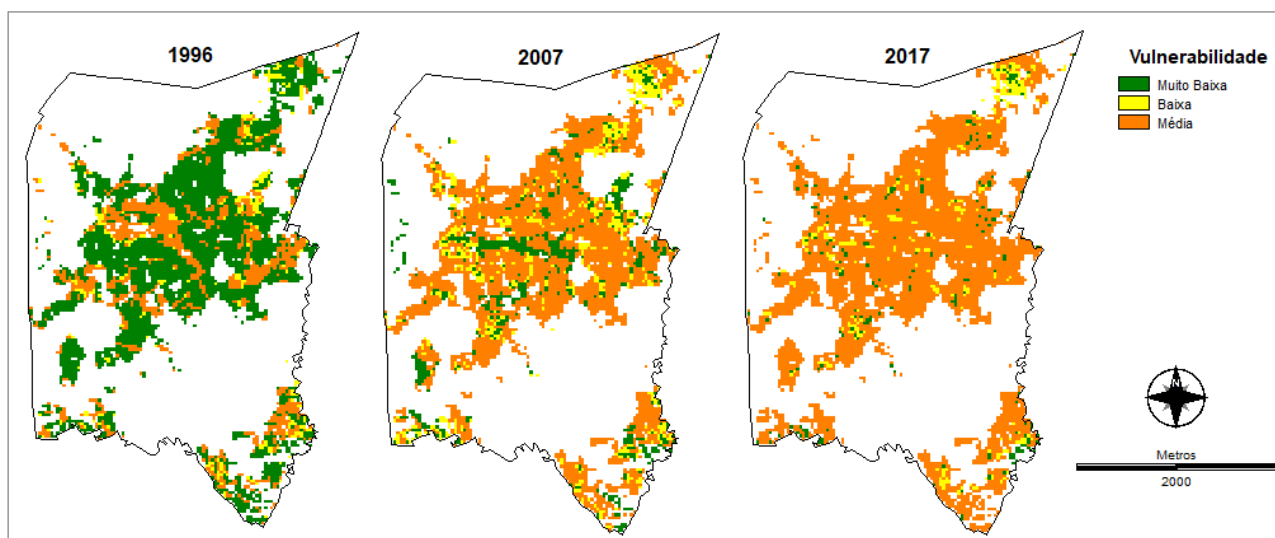 1996
2007
2017
Vulnerabilidade
Muito Baixa
Baixa
Média
Metros
2000